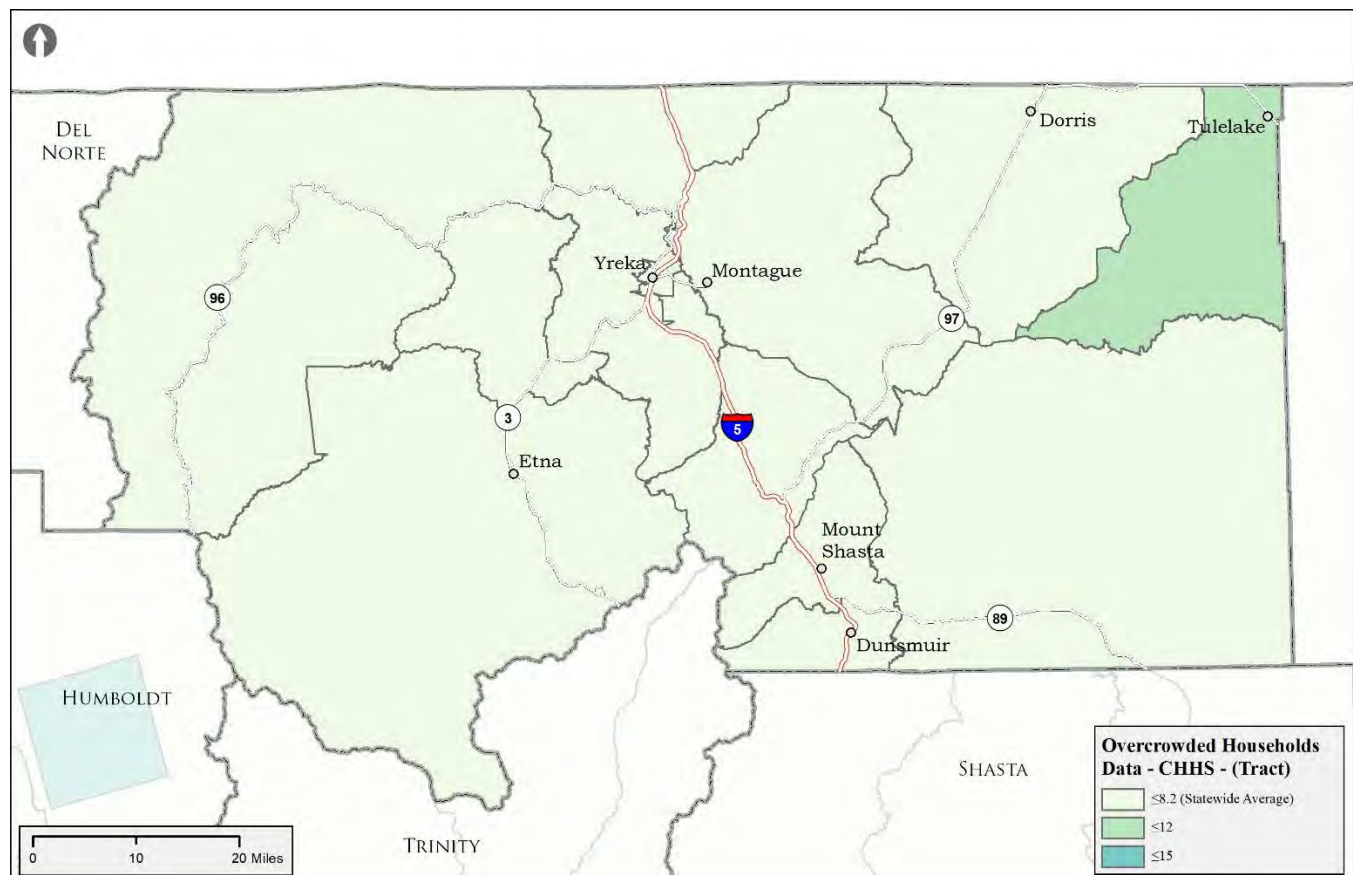 DEL
NORTE
Dorris
Tulelake
Yreka
Montague
96
97
3
5
Etna
Mount
Shasta
89
Dunsmuir
HUMBOLDT
SHASTA
TRINITY
0 10 20 Miles
Overcrowded Households
Data - CHHS - (Tract)
≤8.2 (Statewide Average)
≤12
≤15